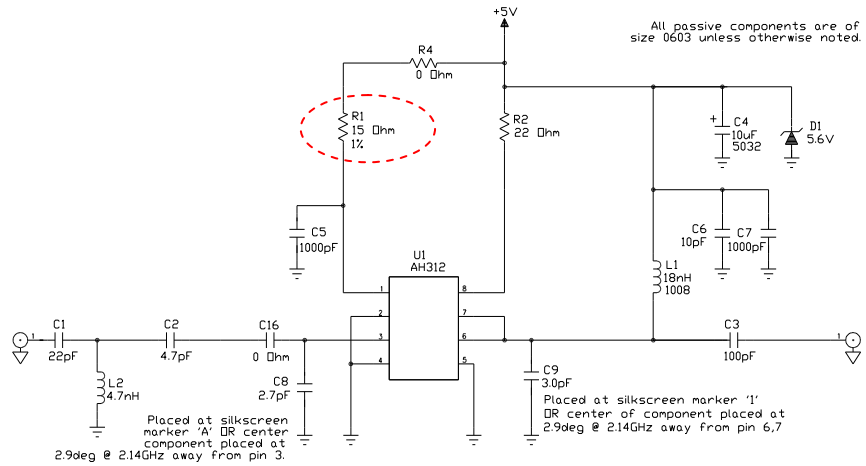 +5V
All passive components are of
size 0603 unless otherwise noted.
R4
0 Ohm
R1
15 Ohm
1%
R2
22 Ohm
+
C4
10uF
5032
D1
5.6V
C5
1000pF
C6
10pF
C7
1000pF
U1
AH312
L1
18nH
1008
1
2
3
4
8
7
6
5
1
C1
22pF
C2
4.7pF
C16
0 Ohm
C3
100pF
1
L2
4.7nH
C8
2.7pF
C9
3.0pF
Placed at silkscreen
marker 'A' OR center
component placed at
2.9deg @ 2.14GHz away from pin 3.
Placed at silkscreen marker '1'
OR center of component placed at
2.9deg @ 2.14GHz away from pin 6,7